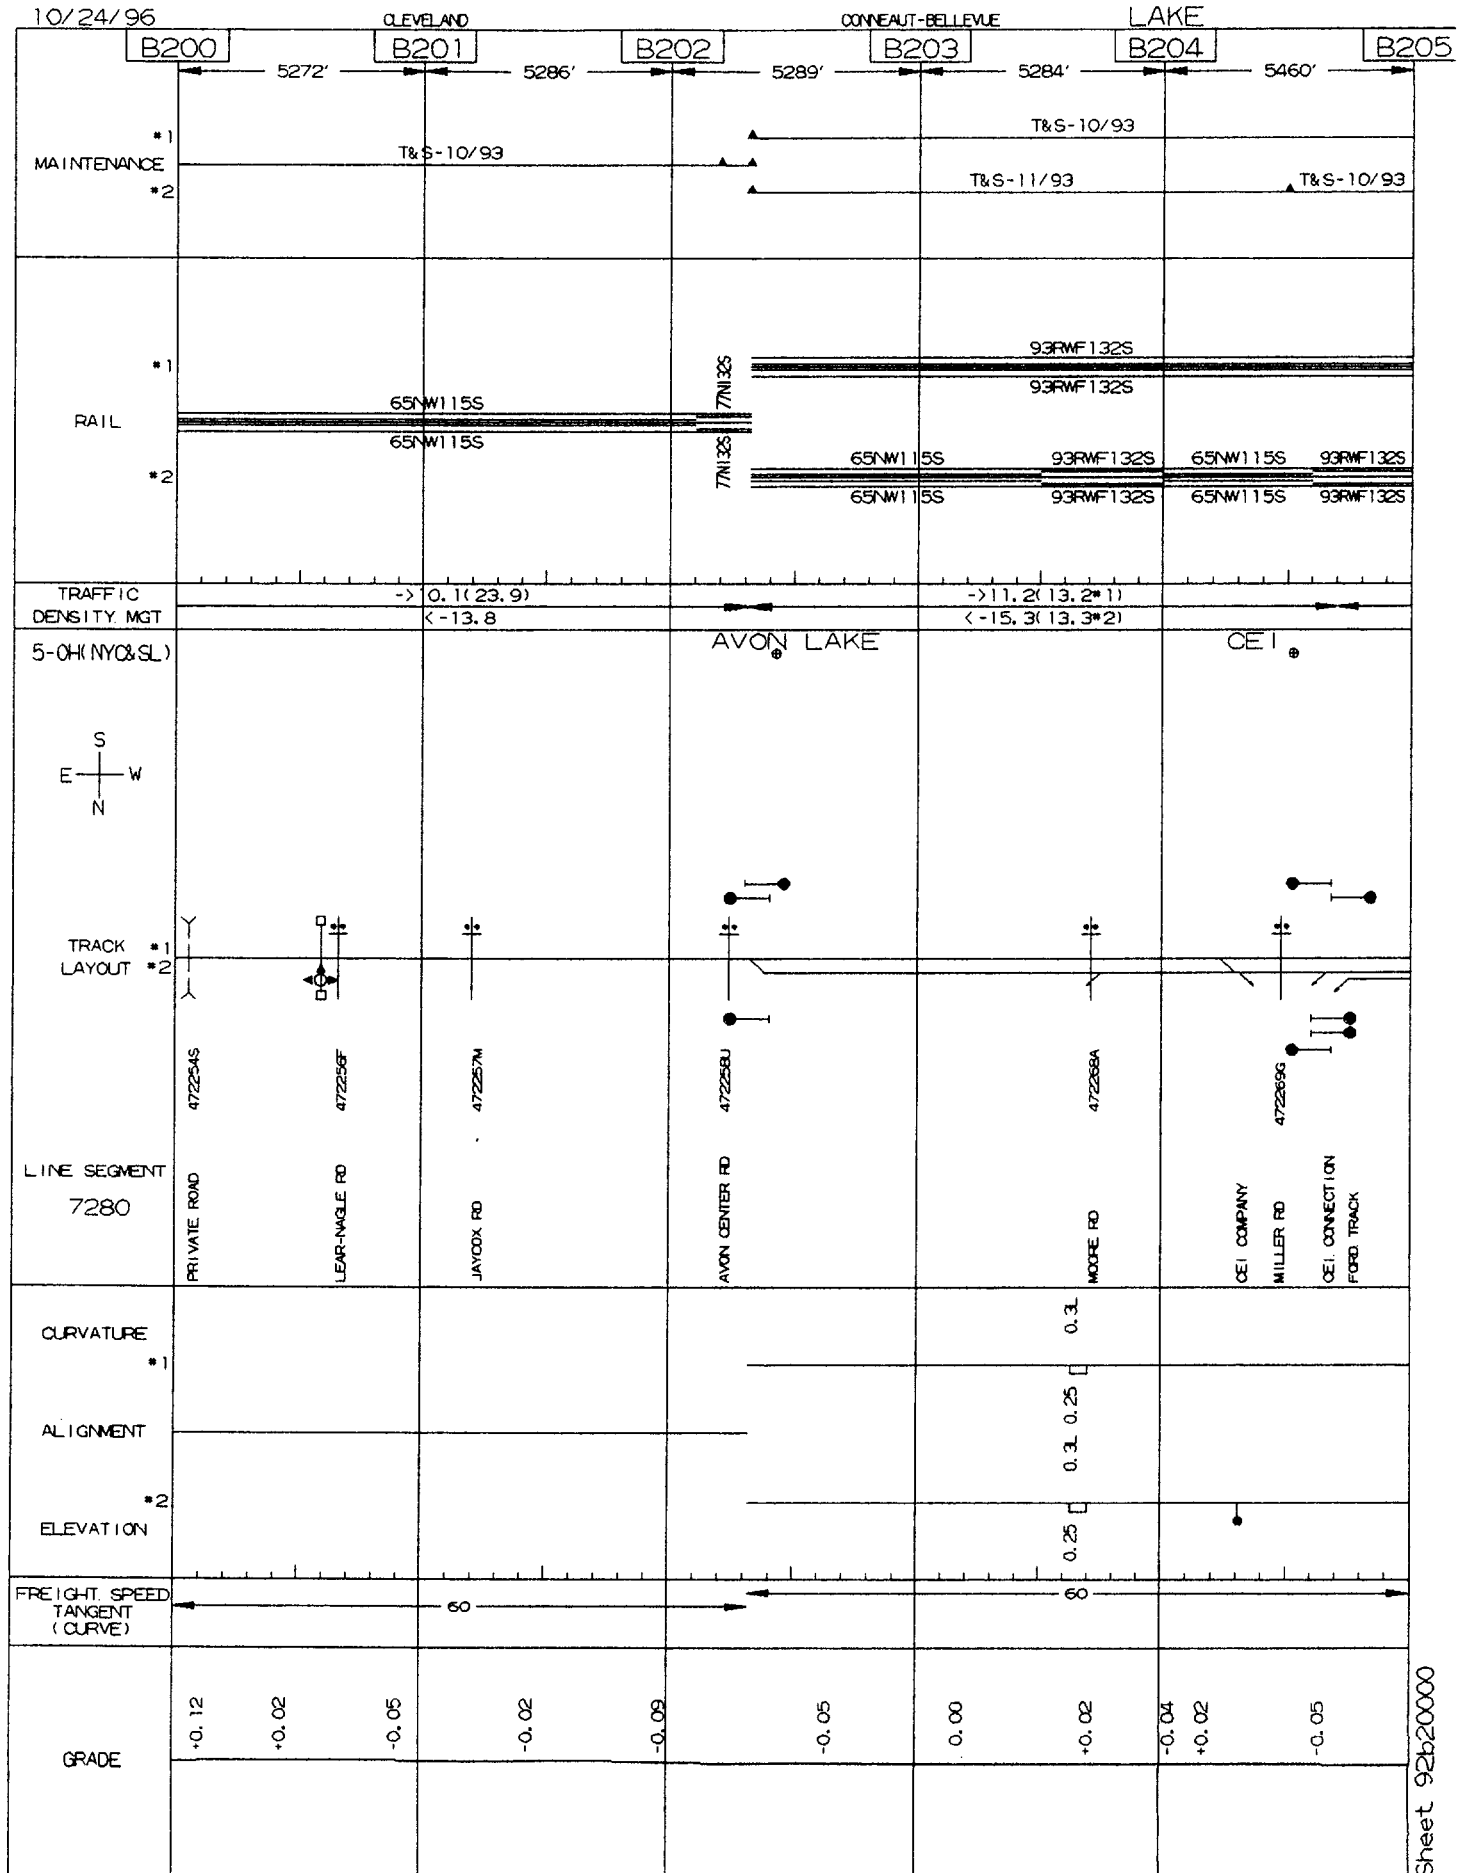 10/24/96 CLEVELAND CONNEAUT-BELLEVUE LAKE
B200 B201 B202 B203 B204 B205
5272' 5286' 5289' 5284' 5460'
#1 T&S-10/93
MAINTENANCE T&S-10/93
#2 T&S-11/93 T&S-10/93
#1 93RWF132S
93RWF132S
77N132S
65NW115S
RAIL
65NW115S
77N132S
#2 65NW115S 93RWF132S 65NW115S 93RWF132S
65NW115S 93RWF132S 65NW115S 93RWF132S
TRAFFIC ->10.1(23.9) ->11.2(13.2#1)
DENSITY MGT <-13.8 <-15.3(13.3#2)
5-OH(NYC&SL) AVON LAKE CEI
S
E W
N
TRACK #1
LAYOUT #2
472254S 472256F 472257M 472258U 472268A 472269G
LINE SEGMENT
7280
PRIVATE ROAD
LEAR-NAGLE RD
JAYCOX RD
AVON CENTER RD
MOORE RD
CEI COMPANY
MILLER RD
CEI. CONNECTION
FORD. TRACK
CURVATURE 0.3L
#1
0.25
ALIGNMENT
0.3L
#2
ELEVATION 0.25
FREIGHT. SPEED 60
TANGENT 60
(CURVE)
GRADE +0.12 +0.02 -0.05 -0.02 -0.09 -0.05 0.00 +0.02 -0.04 +0.02 -0.05
Sheet 92b20000